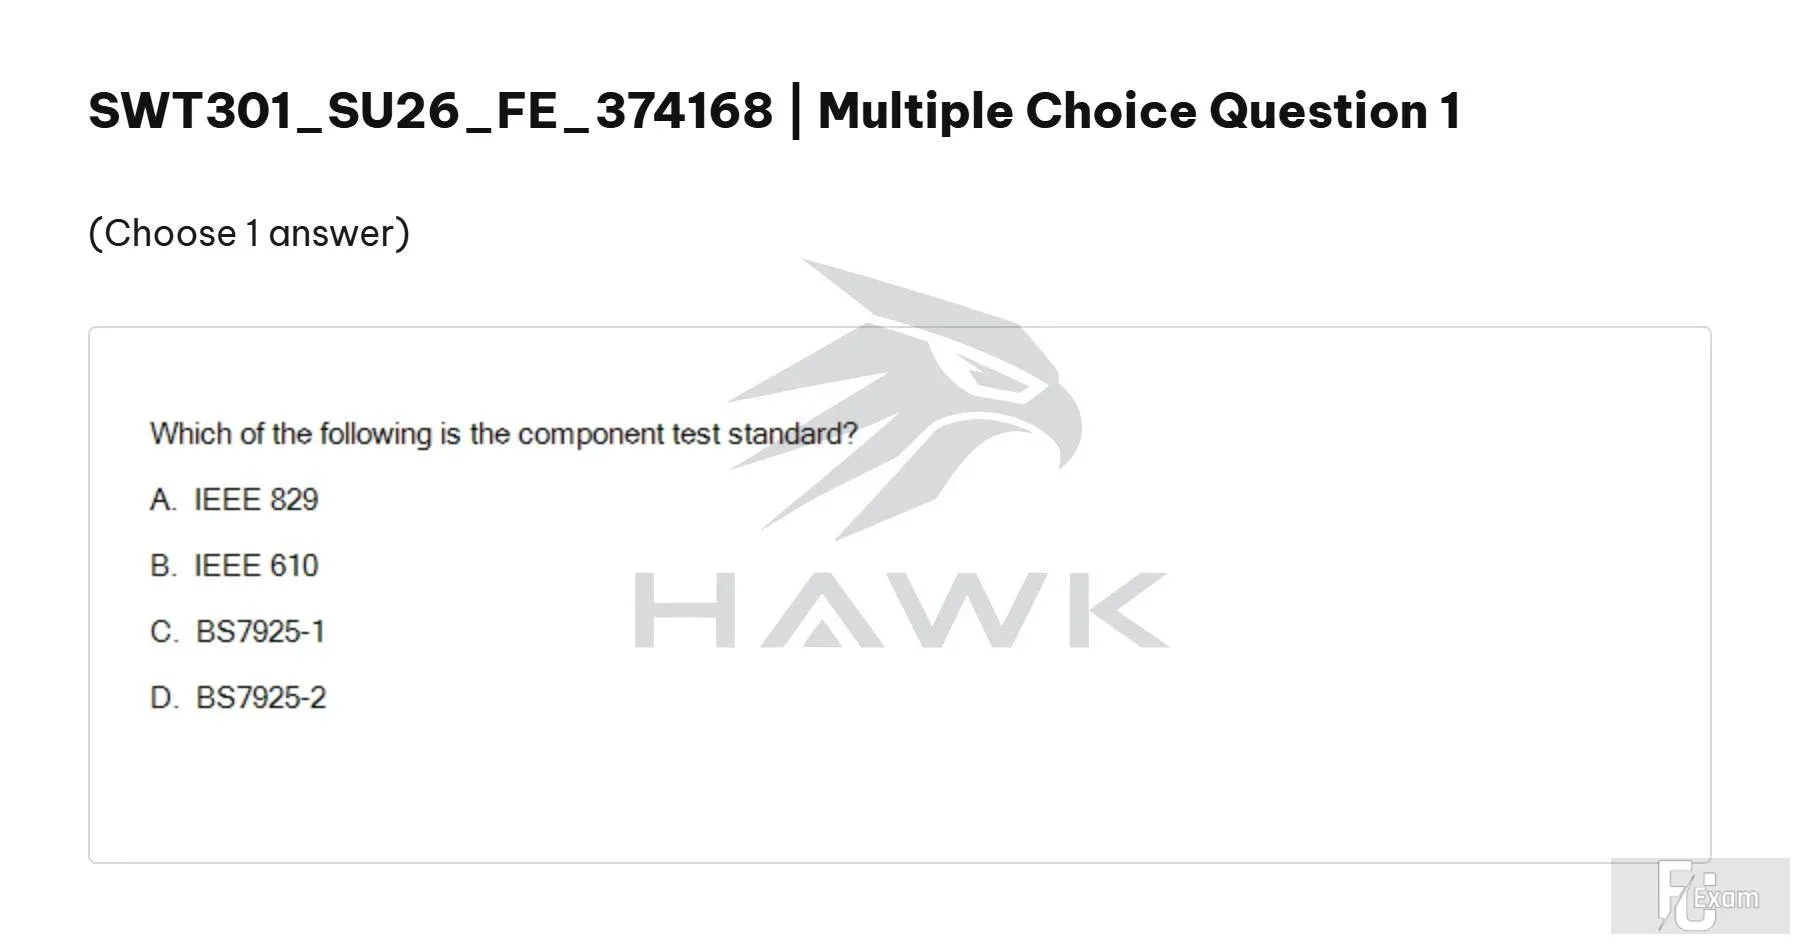 SWT301_SU26_FE_374168 | Multiple Choice Question 1
(Choose 1 answer)
Which of the following is the component test standard?
A. IEEE 829
B. IEEE 610
C. BS7925-1
D. BS7925-2
HAWK
FU Exam